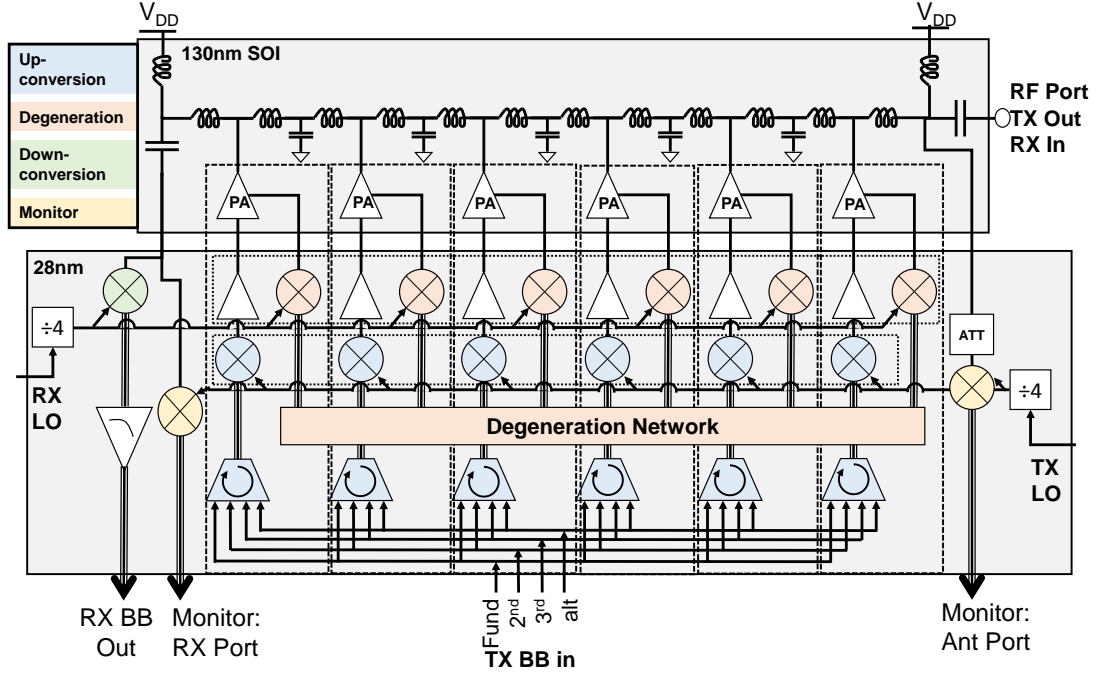 V_DD
V_DD
130nm SOI
Up-
conversion
Degeneration
Down-
conversion
Monitor
RF Port
TX Out
RX In
PA
PA
PA
PA
PA
PA
28nm
÷4
RX
LO
ATT
÷4
TX
LO
Degeneration Network
Fund
2nd
3rd
alt
TX BB in
RX BB
Out
Monitor:
RX Port
Monitor:
Ant Port